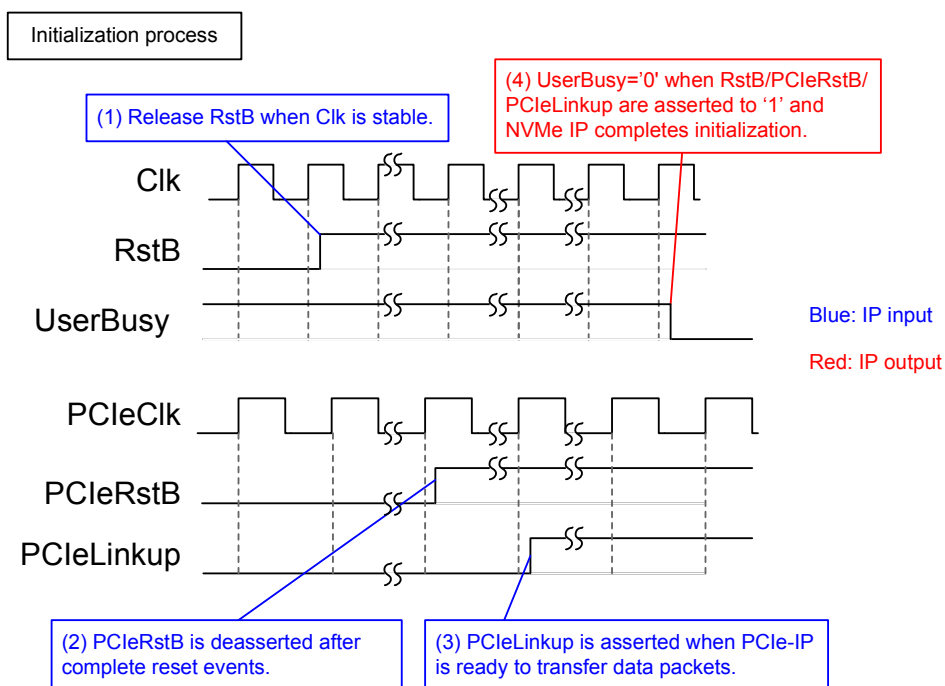 Initialization process
(4) UserBusy='0' when RstB/PCIeRstB/
PCIeLinkup are asserted to ‘1’ and
NVMe IP completes initialization.
(1) Release RstB when Clk is stable.
Clk
RstB
UserBusy
Blue: IP input
Red: IP output
PCIeClk
PCIeRstB
PCIeLinkup
(2) PCIeRstB is deasserted after
complete reset events.
(3) PCIeLinkup is asserted when PCIe-IP
is ready to transfer data packets.